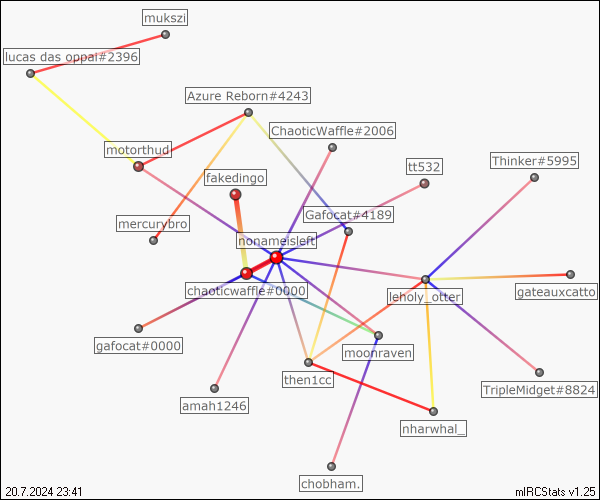 mukszi
lucas das oppai#2396
Azure Reborn#4243
ChaoticWaffle#2006
motorthud
Thinker#5995
tt532
fakedingo
Gafocat#4189
mercurybro
nonameisleft
chaoticwaffle#0000
leholy_otter
gateauxcatto
gafocat#0000
moonraven
then1cc
TripleMidget#8824
amah1246
nharwhal_
chobham.
20.7.2024 23:41
mIRCStats v1.25